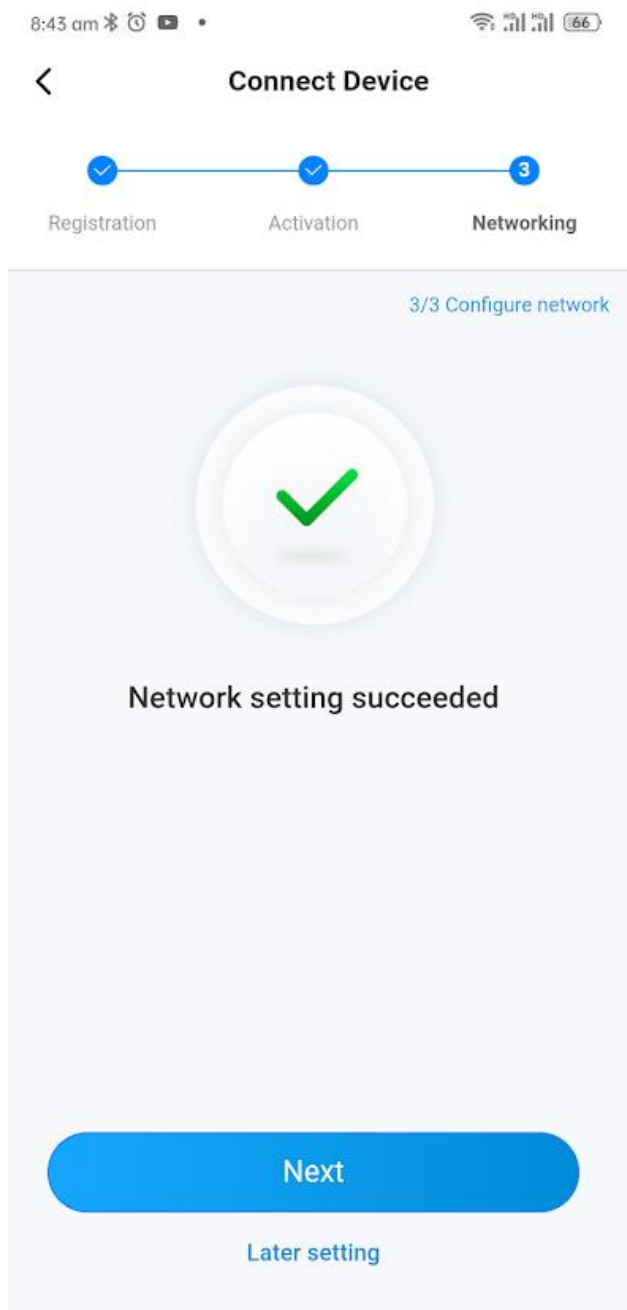 8:43 am
66
Connect Device
3
Registration Activation Networking
3/3 Configure network
Network setting succeeded
Next
Later setting